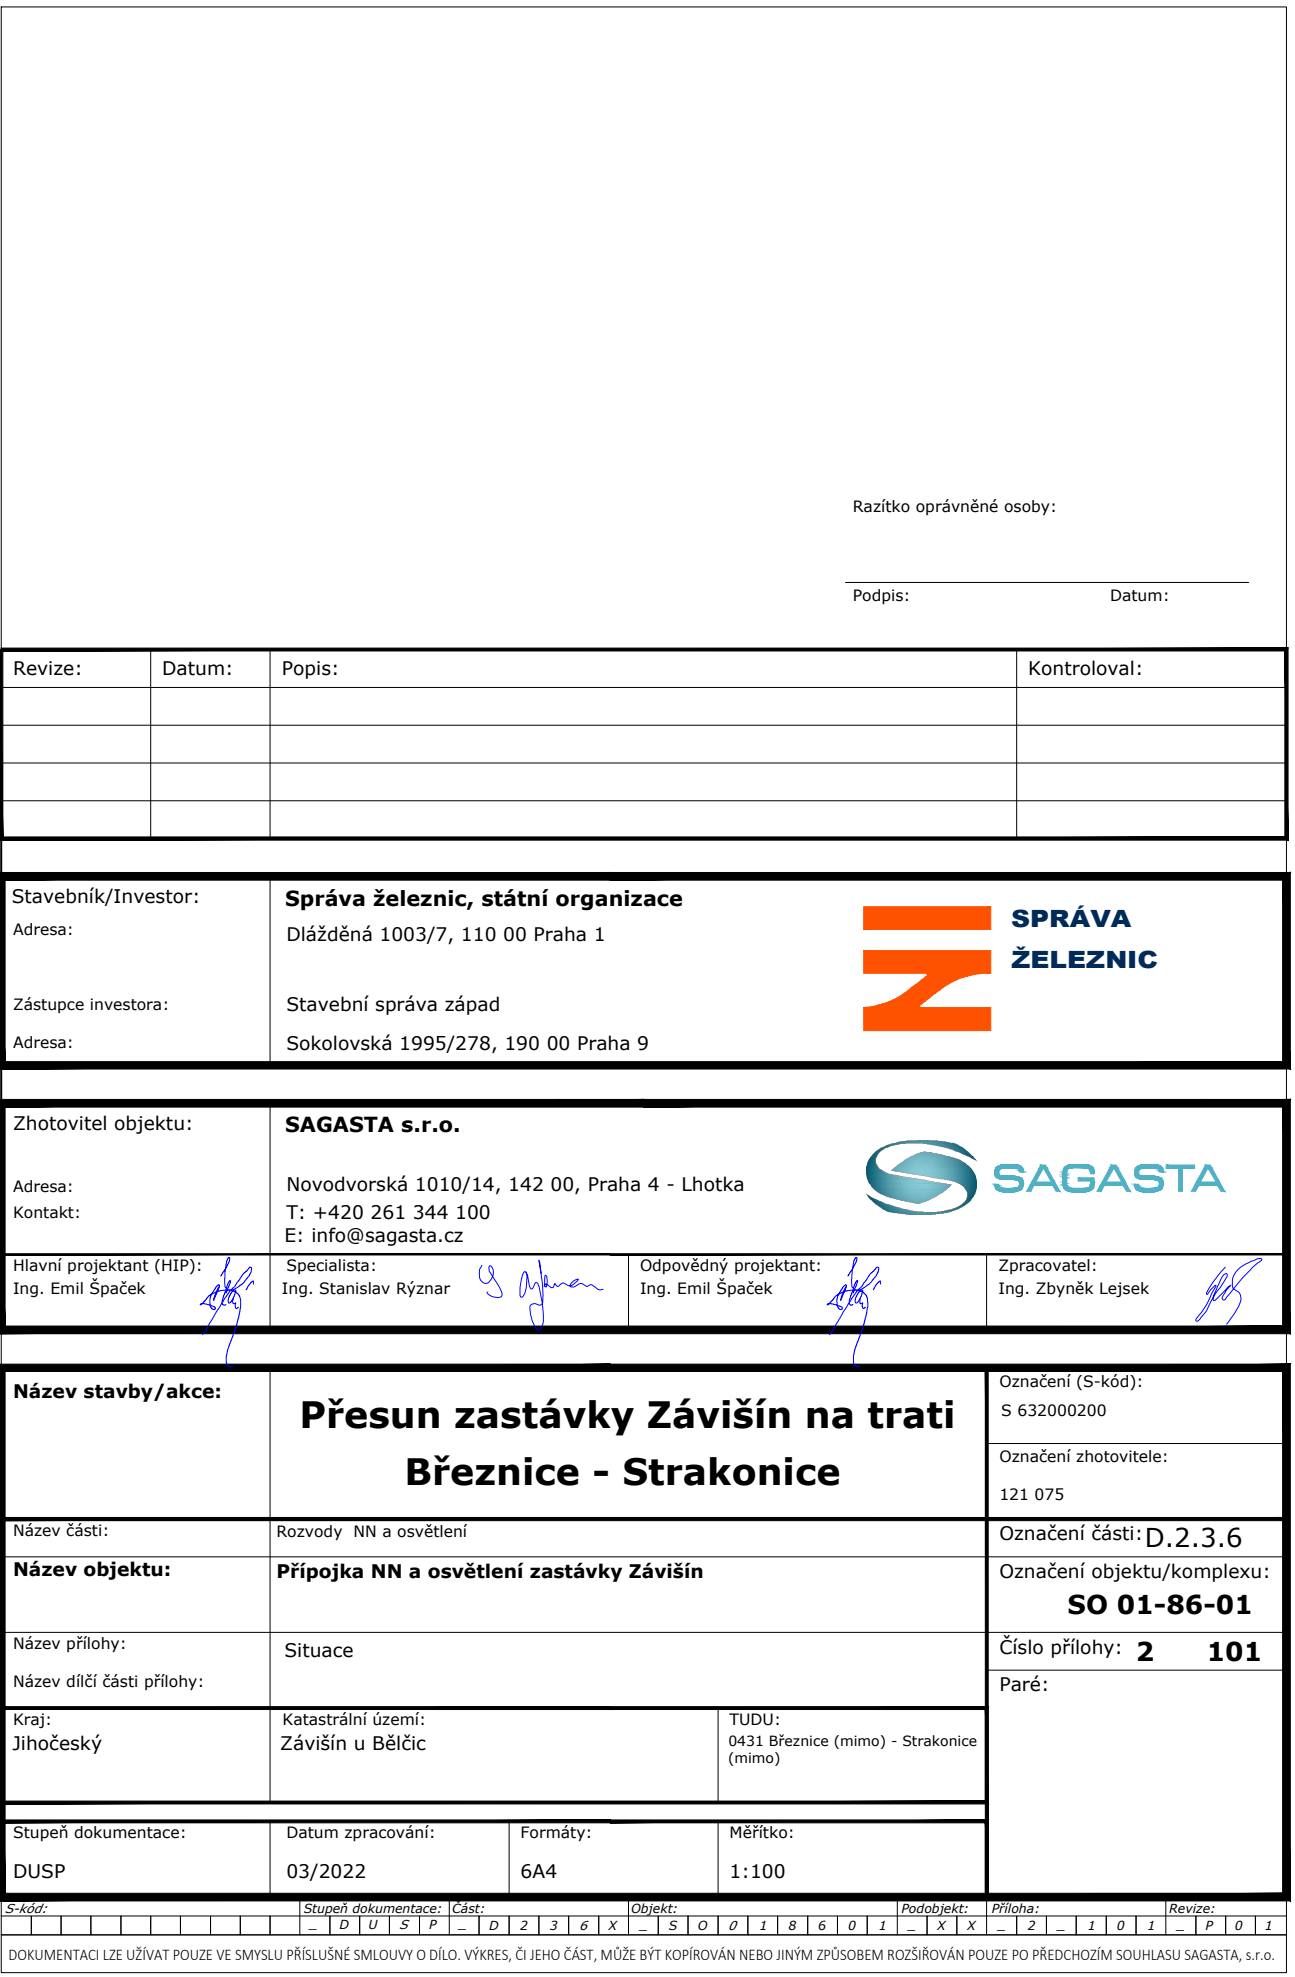 Razítko oprávněné osoby:
Podpis: Datum:
Revize: Datum: Popis: Kontroloval:
Stavebník/Investor: Správa železnic, státní organizace
Adresa: Dlážděná 1003/7, 110 00 Praha 1
SPRÁVA
ŽELEZNIC
Zástupce investora: Stavební správa západ
Adresa: Sokolovská 1995/278, 190 00 Praha 9
Zhotovitel objektu: SAGASTA s.r.o.
SAGASTA
Adresa: Novodvorská 1010/14, 142 00, Praha 4 - Lhotka
Kontakt: T: +420 261 344 100
E: info@sagasta.cz
Hlavní projektant (HIP): Specialista: Odpovědný projektant: Zpracovatel:
Ing. Emil Špaček Ing. Stanislav Rýznar Ing. Emil Špaček Ing. Zbyněk Lejsek
Název stavby/akce: Přesun zastávky Závišín na trati
Březnice - Strakonice
Označení (S-kód):
S 632000200
Označení zhotovitele:
121 075
Název části: Rozvody NN a osvětlení Označení části: D.2.3.6
Název objektu: Přípojka NN a osvětlení zastávky Závišín Označení objektu/komplexu:
SO 01-86-01
Název přílohy: Situace Číslo přílohy: 2 101
Název dílčí části přílohy: Paré:
Kraj: Katastrální území: TUDU:
Jihočeský Závišín u Bělčic 0431 Březnice (mimo) - Strakonice
(mimo)
Stupeň dokumentace: Datum zpracování: Formáty: Měřítko:
DUSP 03/2022 6A4 1:100
S-kód: Stupeň dokumentace: Část: Objekt: Podobjekt: Příloha: Revize:
_ D U S P _ D 2 3 6 X _ S O 0 1 8 6 0 1 _ X X _ 2 _ 1 0 1 _ P 0 1
DOKUMENTACI LZE UŽÍVAT POUZE VE SMYSLU PŘÍSLUŠNÉ SMLOUVY O DÍLO. VÝKRES, ČI JEHO ČÁST, MŮŽE BÝT KOPÍROVÁN NEBO JINÝM ZPŮSOBEM ROZŠIŘOVÁN POUZE PO PŘEDCHOZÍM SOUHLASU SAGASTA, s.r.o.